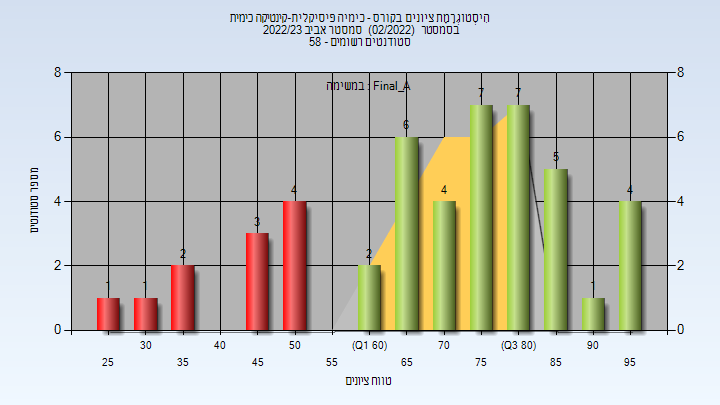 הִיסְטוֹגְרָמַת ציונים בקורס - כימיה פיסיקלית-קינטיקה כימית
בסמסטר (02/2022) סמסטר אביב 2022/23
סטודנטים רשומים - 58
במשימה : Final_A
8 8
7 7
6 6 6
5
4 4 4 4 4
3
2 2 2 2
1 1 1
0 0
מספר סטודנטים
30 40 50 (Q1 60) 70 (Q3 80) 90
25 35 45 55 65 75 85 95
טווח ציונים